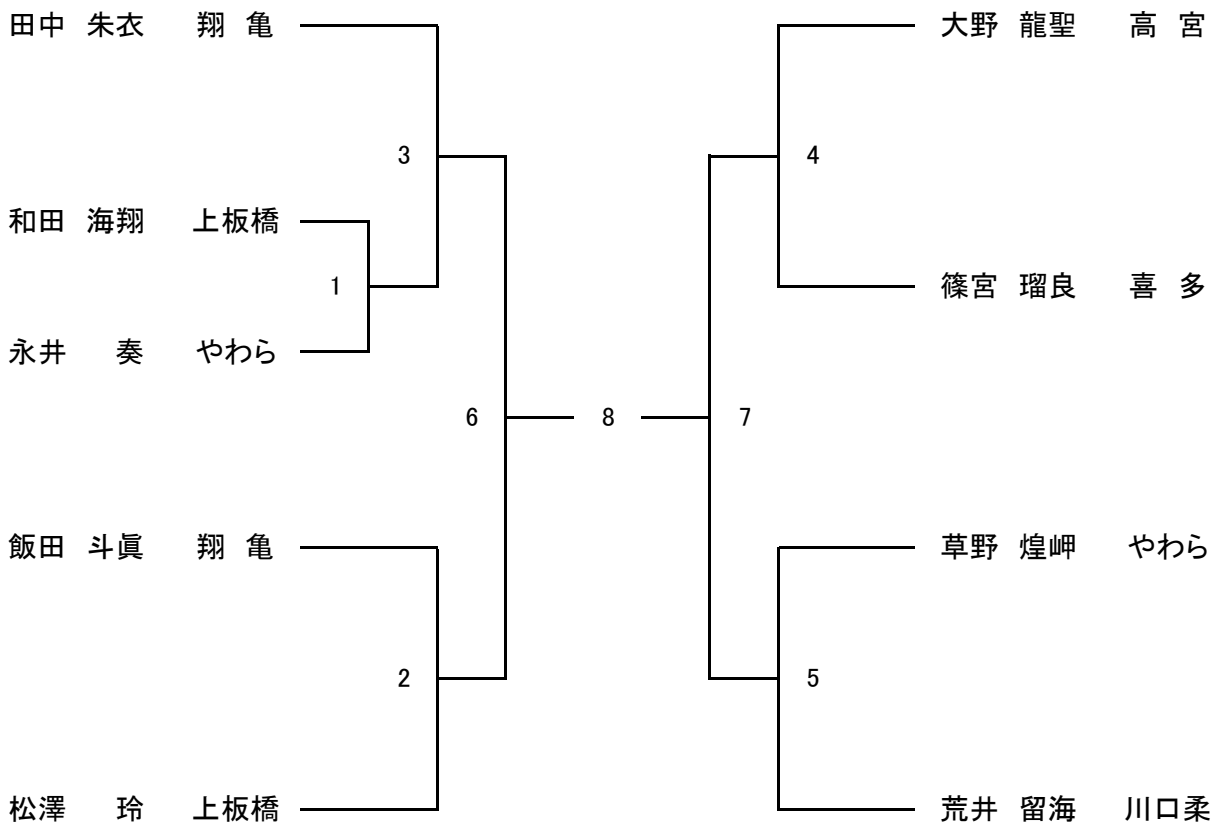 田中 朱衣 翔 亀
大野 龍聖 高 宮
3
4
和田 海翔 上板橋
1
篠宮 瑠良 喜 多
永井 奏 やわら
6
8
7
飯田 斗眞 翔 亀
草野 煌岬 やわら
2
5
松澤 玲 上板橋
荒井 留海 川口柔